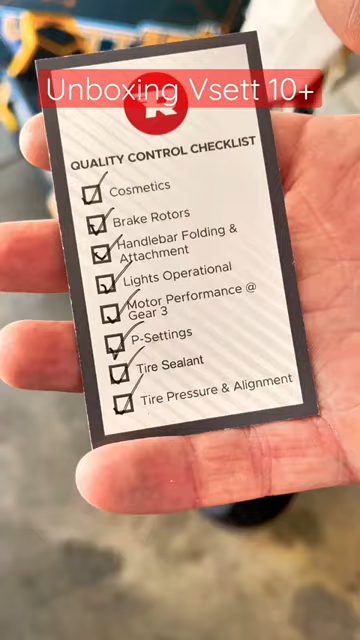 Unboxing Vsett 10+
R
QUALITY CONTROL CHECKLIST
Cosmetics
Brake Rotors
Handlebar Folding &
Attachment
Lights Operational
Motor Performance @
Gear 3
P-Settings
Tire Sealant
Tire Pressure & Alignment